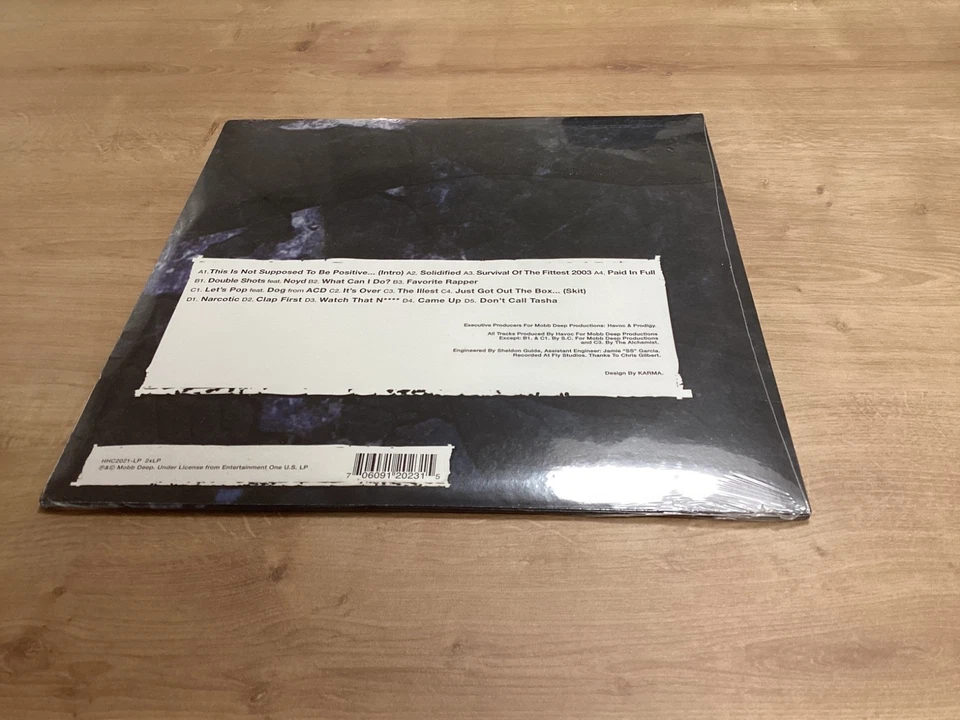 A1. This Is Not Supposed To Be Positive... (Intro) A2. Solidified A3. Survival Of The Fittest 2003 A4. Paid In Full
B1. Double Shots feat. Noyd B2. What Can I Do? B3. Favorite Rapper
C1. Let's Pop feat. Dog from ACD C2. It's Over C3. The Illest C4. Just Got Out The Box... (Skit)
D1. Narcotic D2. Clap First D3. Watch That N**** D4. Came Up D5. Don't Call Tasha
Executive Producers For Mobb Deep Productions: Havoc & Prodigy.
All Tracks Produced By Havoc For Mobb Deep Productions
Except: B1. & C1. By S.C. For Mobb Deep Productions
and C3. By The Alchemist.
Engineered By Sheldon Guide, Assistant Engineer: Jamie "SS" Garcia.
Recorded At Fly Studios. Thanks To Chris Gilbert.
Design By KARMA.
HHC2021-LP 2xLP
℗&© Mobb Deep. Under License from Entertainment One U.S. LP
7 06091 20231 5